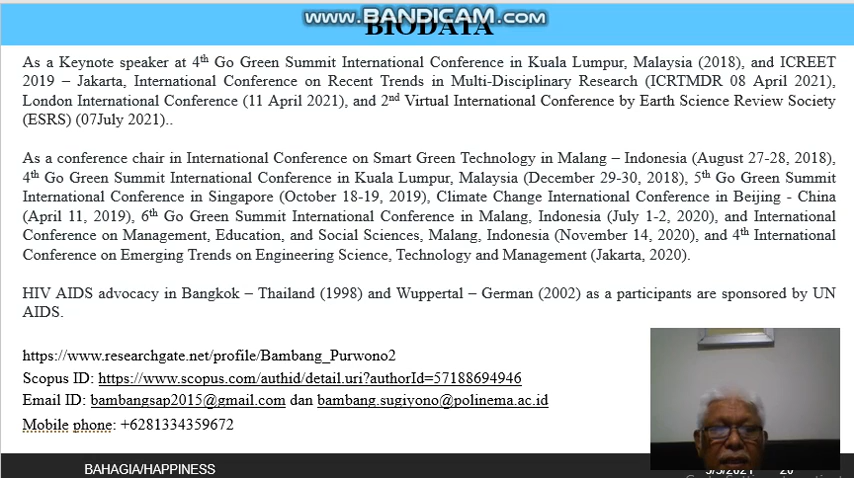 www.BANDICAM.com
BIODATA
As a Keynote speaker at 4th Go Green Summit International Conference in Kuala Lumpur, Malaysia (2018), and ICREET
2019 – Jakarta, International Conference on Recent Trends in Multi-Disciplinary Research (ICRTMDR 08 April 2021),
London International Conference (11 April 2021), and 2nd Virtual International Conference by Earth Science Review Society
(ESRS) (07July 2021)..
As a conference chair in International Conference on Smart Green Technology in Malang – Indonesia (August 27-28, 2018),
4th Go Green Summit International Conference in Kuala Lumpur, Malaysia (December 29-30, 2018), 5th Go Green Summit
International Conference in Singapore (October 18-19, 2019), Climate Change International Conference in Beijing - China
(April 11, 2019), 6th Go Green Summit International Conference in Malang, Indonesia (July 1-2, 2020), and International
Conference on Management, Education, and Social Sciences, Malang, Indonesia (November 14, 2020), and 4th International
Conference on Emerging Trends on Engineering Science, Technology and Management (Jakarta, 2020).
HIV AIDS advocacy in Bangkok – Thailand (1998) and Wuppertal – German (2002) as a participants are sponsored by UN
AIDS.
https://www.researchgate.net/profile/Bambang_Purwono2
Scopus ID: https://www.scopus.com/authid/detail.uri?authorId=57188694946
Email ID: bambangsap2015@gmail.com dan bambang.sugiyono@polinema.ac.id
Mobile phone: +6281334359672
BAHAGIA/HAPPINESS